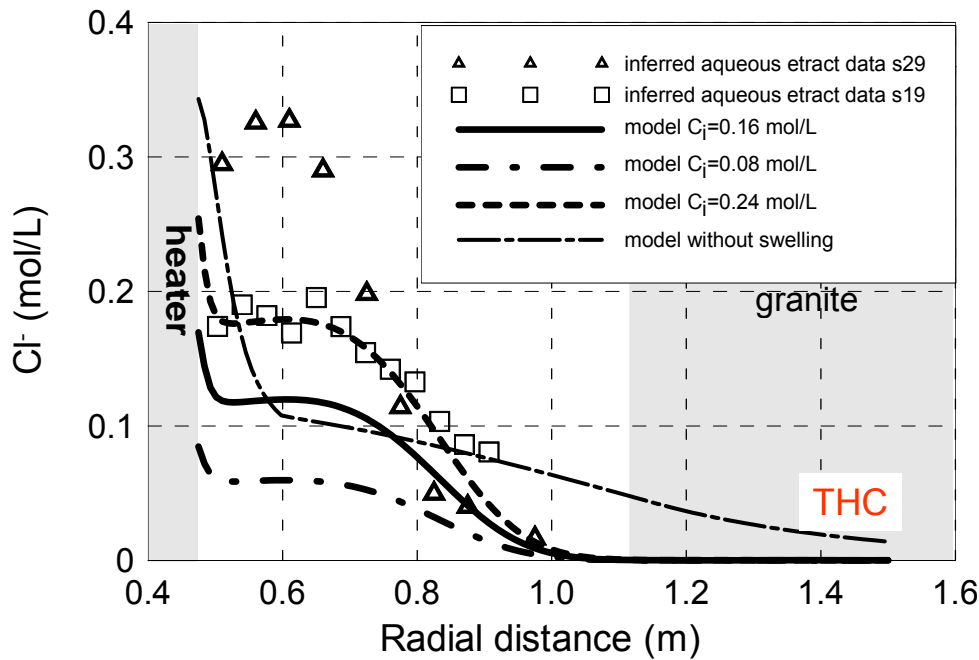 0.4
0.3
0.2
0.1
0
Cl- (mol/L)
heater
inferred aqueous etract data s29
inferred aqueous etract data s19
model Ci=0.16 mol/L
model Ci=0.08 mol/L
model Ci=0.24 mol/L
model without swelling
granite
THC
0.4 0.6 0.8 1.0 1.2 1.4 1.6
Radial distance (m)